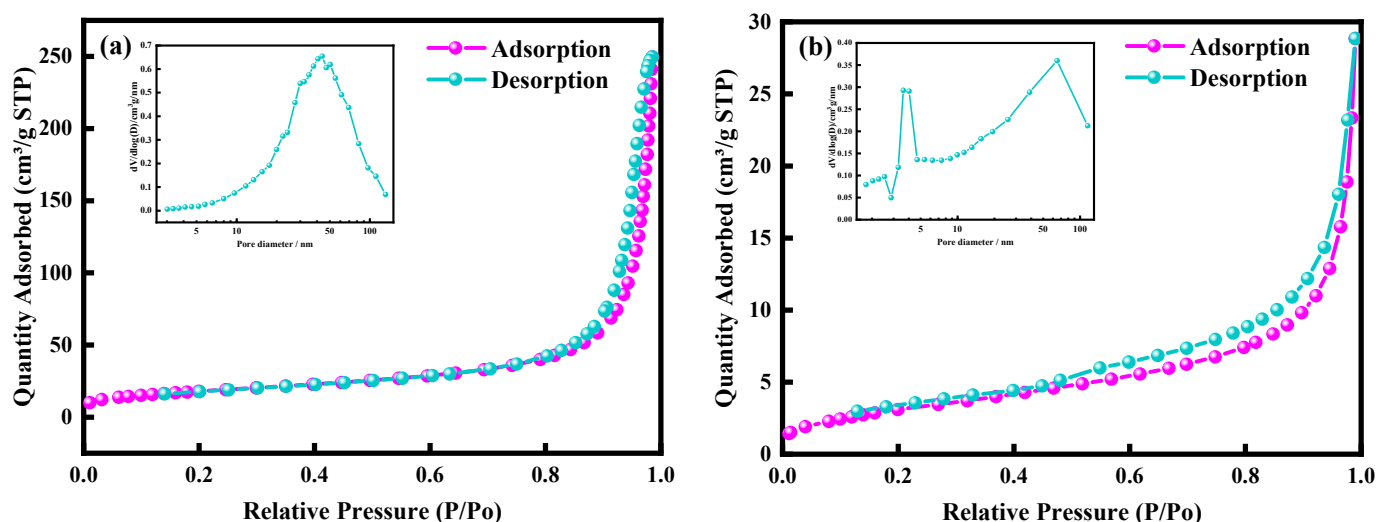 (a)
Adsorption
Desorption
Quantity Adsorbed (cm³/g STP)
250
200
150
100
50
0
0.0 0.2 0.4 0.6 0.8 1.0
Relative Pressure (P/Po)
dV/dlog(D)/cm³g/nm
0.7
0.6
0.5
0.4
0.3
0.2
0.1
0.0
10 100
Pore diameter / nm
(b)
Adsorption
Desorption
Quantity Adsorbed (cm³/g STP)
30
25
20
15
10
5
0
0.0 0.2 0.4 0.6 0.8 1.0
Relative Pressure (P/Po)
dV/dlog(D)/cm³g/nm
0.40
0.35
0.30
0.25
0.20
0.15
0.10
0.05
0.00
5 10 50 100
Pore diameter / nm